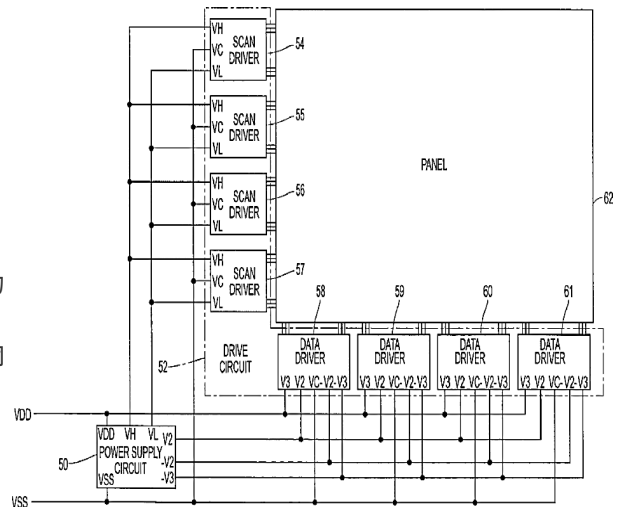 VH
VC
VL
SCAN
DRIVER
54
VH
VC
VL
SCAN
DRIVER
55
VH
VC
VL
SCAN
DRIVER
56
VH
VC
VL
SCAN
DRIVER
57
PANEL
62
58
59
60
61
DRIVE
CIRCUIT
52
DATA
DRIVER
V3 V2 VC -V2 -V3
DATA
DRIVER
V3 V2 VC -V2 -V3
DATA
DRIVER
V3 V2 VC -V2 -V3
DATA
DRIVER
V3 V2 VC -V2 -V3
VDD
VDD VH VL V2
POWER SUPPLY
CIRCUIT
-V2
-V3
VSS
50
VSS